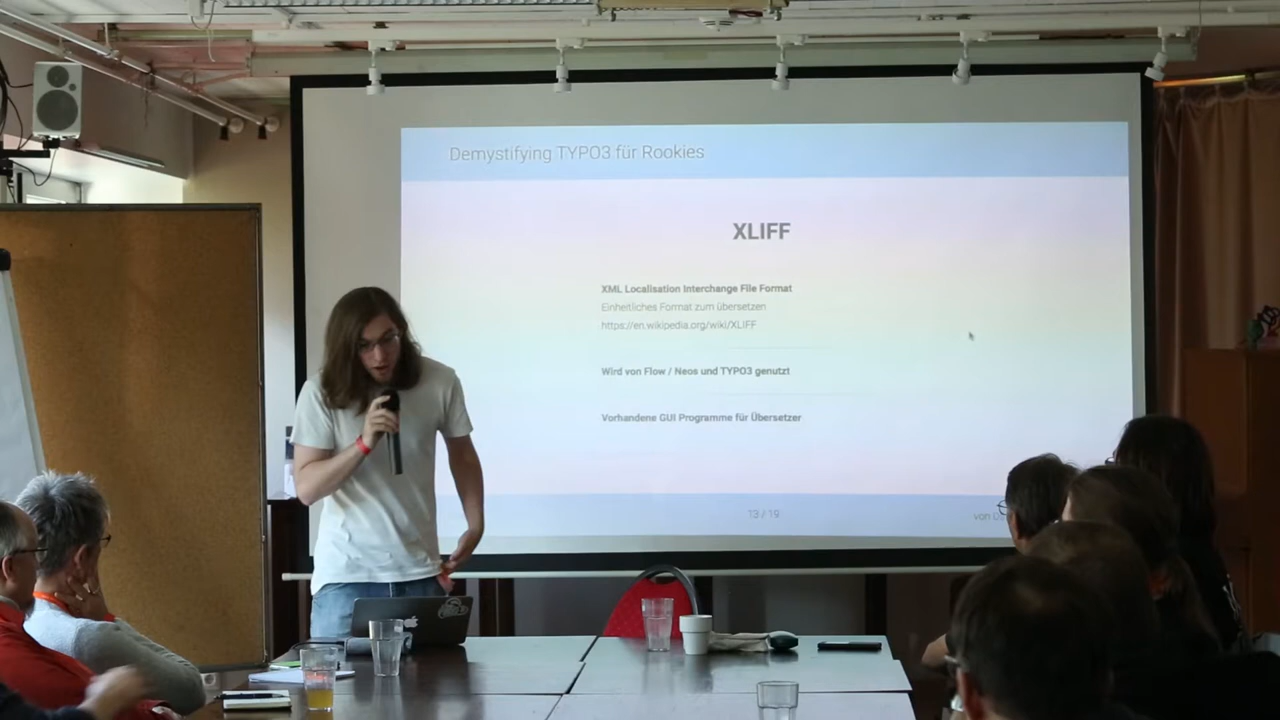 Demystifying TYPO3 für Rookies
XLIFF
XML Localisation Interchange File Format
Einheitliches Format zum übersetzen
https://en.wikipedia.org/wiki/XLIFF
Wird von Flow / Neos und TYPO3 genutzt
Vorhandene GUI Programme für Übersetzer
13 / 19
von